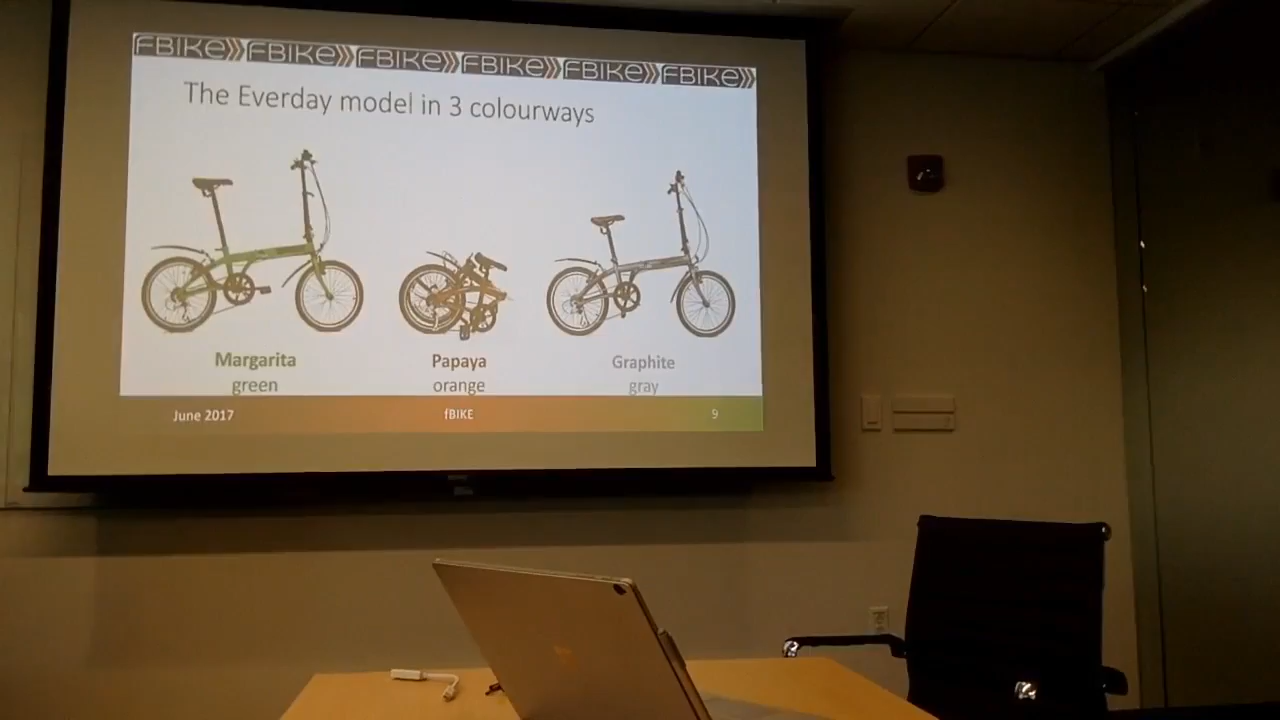 FBIKE FBIKE FBIKE FBIKE FBIKE FBIKE
The Everday model in 3 colourways
Margarita
green
Papaya
orange
Graphite
gray
June 2017
fBIKE
9